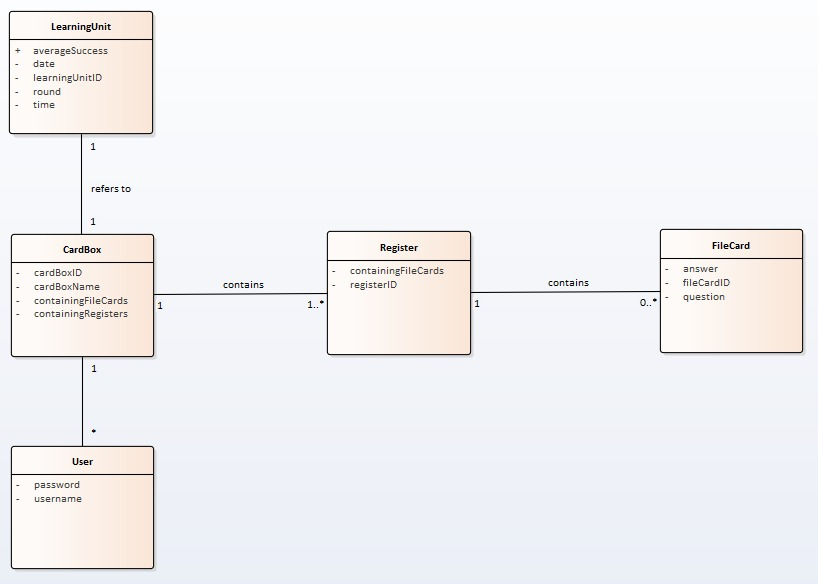 LearningUnit
+ averageSuccess
- date
- learningUnitID
- round
- time
1
refers to
1
CardBox
- cardBoxID
- cardBoxName
- containingFileCards
- containingRegisters
contains
1
1..*
Register
- containingFileCards
- registerID
contains
1
0..*
FileCard
- answer
- fileCardID
- question
1
*
User
- password
- username